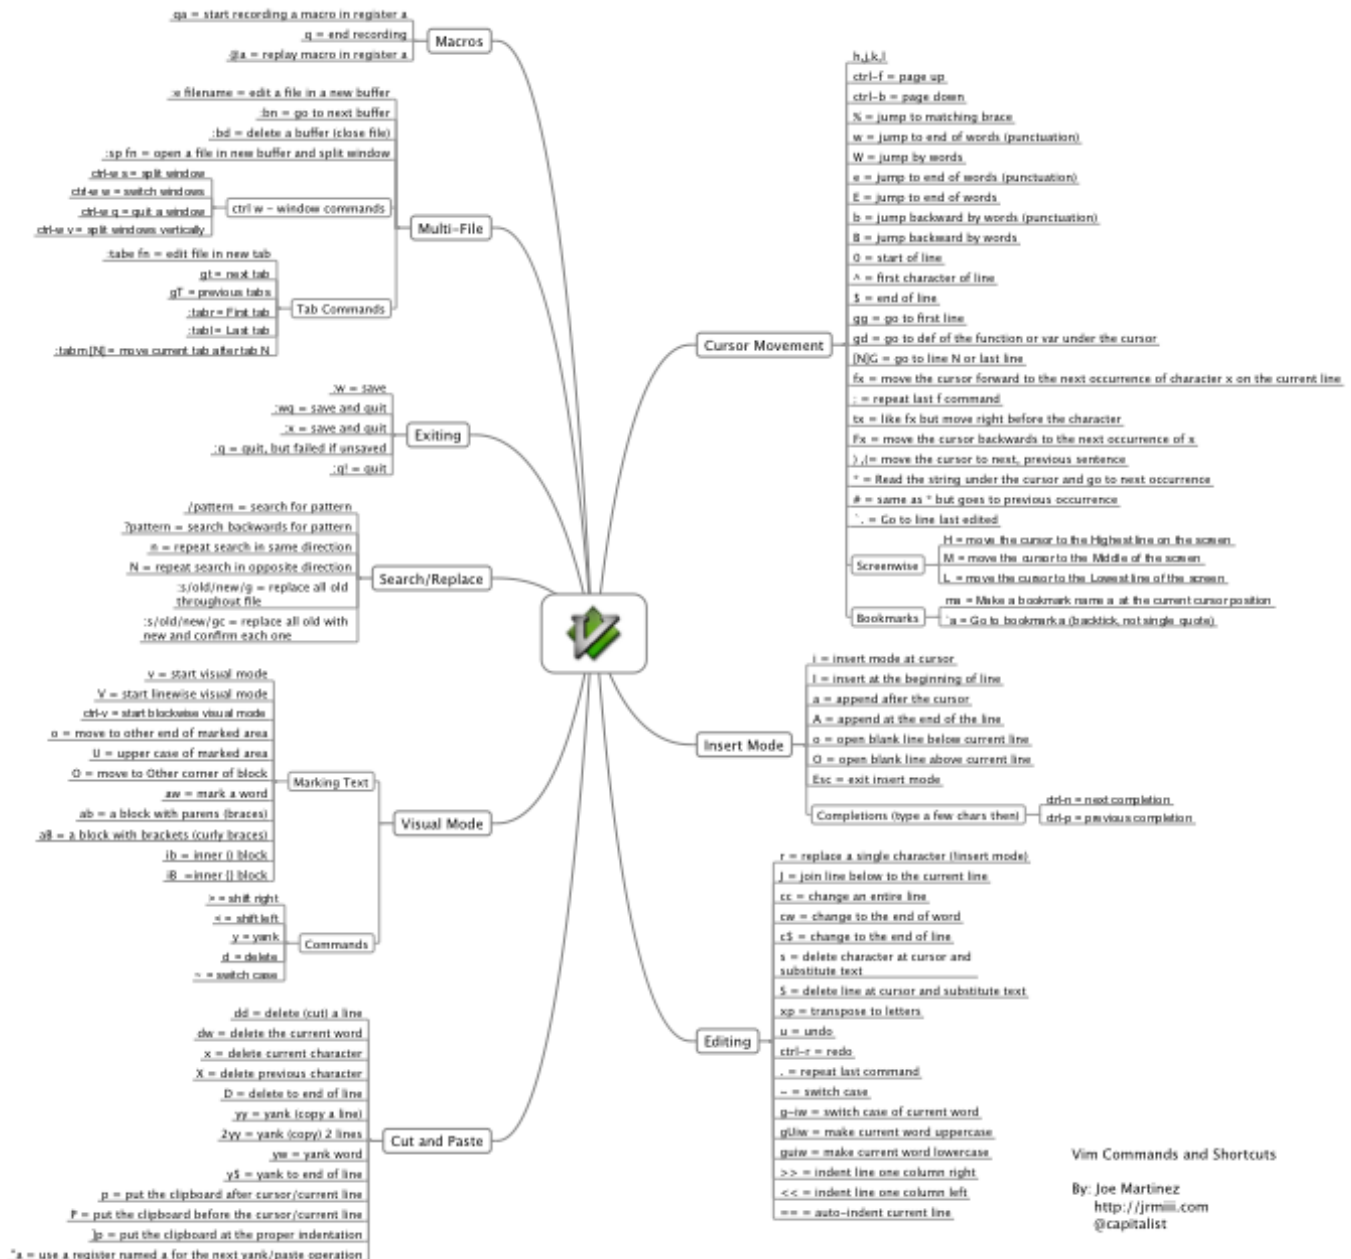 qa = start recording a macro in register a
q = end recording
@a = replay macro in register a
Macros
:e filename = edit a file in a new buffer
:bn = go to next buffer
:bd = delete a buffer (close file)
:sp fn = open a file in new buffer and split window
ctrl-w s = split window
ctrl-w w = switch windows
ctrl-w q = quit a window
ctrl-w v = split windows vertically
ctrl w - window commands
Multi-File
:tabe fn = edit file in new tab
gt = next tab
gT = previous tabs
:tabr = First tab
:tabl = Last tab
:tabm [N] = move current tab after tab N
Tab Commands
:w = save
:wq = save and quit
:x = save and quit
:q = quit, but failed if unsaved
:q! = quit
Exiting
/pattern = search for pattern
?pattern = search backwards for pattern
n = repeat search in same direction
N = repeat search in opposite direction
:s/old/new/g = replace all old
throughout file
:s/old/new/gc = replace all old with
new and confirm each one
Search/Replace
v = start visual mode
V = start linewise visual mode
ctrl-v = start blockwise visual mode
o = move to other end of marked area
U = upper case of marked area
O = move to Other corner of block
aw = mark a word
ab = a block with parens (braces)
aB = a block with brackets (curly braces)
ib = inner () block
iB =inner {} block
Marking Text
Visual Mode
> = shift right
< = shift left
y = yank
d = delete
~ = switch case
Commands
dd = delete (cut) a line
dw = delete the current word
x = delete current character
X = delete previous character
D = delete to end of line
yy = yank (copy a line)
2yy = yank (copy) 2 lines
yw = yank word
y$ = yank to end of line
p = put the clipboard after cursor/current line
P = put the clipboard before the cursor/current line
]p = put the clipboard at the proper indentation
"a = use a register named a for the next yank/paste operation
Cut and Paste
h,j,k,l
ctrl-f = page up
ctrl-b = page down
% = jump to matching brace
w = jump to end of words (punctuation)
W = jump by words
e = jump to end of words (punctuation)
E = jump to end of words
b = jump backward by words (punctuation)
B = jump backward by words
0 = start of line
^ = first character of line
$ = end of line
gg = go to first line
gd = go to def of the function or var under the cursor
[N]G = go to line N or last line
fx = move the cursor forward to the next occurrence of character x on the current line
; = repeat last f command
tx = like fx but move right before the character
Fx = move the cursor backwards to the next occurrence of x
) ,(= move the cursor to next, previous sentence
* = Read the string under the cursor and go to next occurrence
# = same as * but goes to previous occurrence
`. = Go to line last edited
Cursor Movement
H = move the cursor to the Highest line on the screen
M = move the cursor to the Middle of the screen
L = move the cursor to the Lowest line of the screen
Screenwise
ma = Make a bookmark name a at the current cursor position
`a = Go to bookmark a (backtick, not single quote)
Bookmarks
i = insert mode at cursor
I = insert at the beginning of line
a = append after the cursor
A = append at the end of the line
o = open blank line below current line
O = open blank line above current line
Esc = exit insert mode
Insert Mode
Completions (type a few chars then)
ctrl-n = next completion
ctrl-p = previous completion
r = replace a single character (!insert mode)
J = join line below to the current line
cc = change an entire line
cw = change to the end of word
c$ = change to the end of line
s = delete character at cursor and
substitute text
S = delete line at cursor and substitute text
xp = transpose to letters
u = undo
ctrl-r = redo
. = repeat last command
~ = switch case
g~iw = switch case of current word
gUiw = make current word uppercase
guiw = make current word lowercase
>> = indent line one column right
<< = indent line one column left
== = auto-indent current line
Editing
Vim Commands and Shortcuts
By: Joe Martinez
http://jrmiii.com
@capitalist